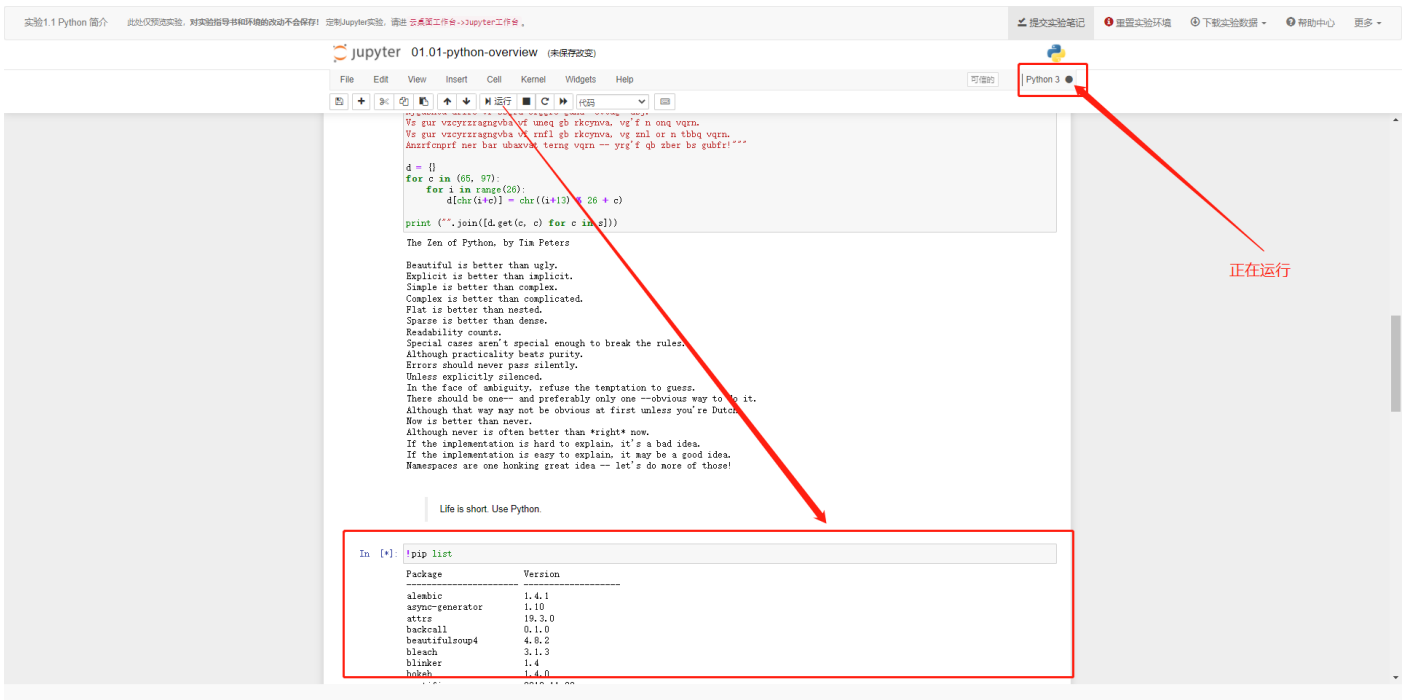 实验1.1 Python 简介 此处仅预览实验，对实验指导书和环境的改动不会保存！ 定制Jupyter实验，请进 云桌面工作台->Jupyter工作台 。 提交实验笔记 重置实验环境 下载实验数据 帮助中心 更多
jupyter 01.01-python-overview (未保存改变)
File Edit View Insert Cell Kernel Widgets Help 可信的 Python 3
运行 代码
Vs gur vzcyrzragngvba vf uneq gb rkcynva, vg'f n onq vqrn.
Vs gur vzcyrzragngvba vf rnfl gb rkcynva, vg znl or n tbbq vqrn.
Anzrfcnprf ner bar ubaxvat terng vqrn -- yrg'f qb zber bs gubfr!"""
d = {}
for c in (65, 97):
for i in range(26):
d[chr(i+c)] = chr((i+13) % 26 + c)
print ("".join([d.get(c, c) for c in s]))
The Zen of Python, by Tim Peters
Beautiful is better than ugly.
Explicit is better than implicit.
Simple is better than complex.
Complex is better than complicated.
Flat is better than nested.
Sparse is better than dense.
Readability counts.
Special cases aren't special enough to break the rules.
Although practicality beats purity.
Errors should never pass silently.
Unless explicitly silenced.
In the face of ambiguity, refuse the temptation to guess.
There should be one-- and preferably only one --obvious way to do it.
Although that way may not be obvious at first unless you're Dutch.
Now is better than never.
Although never is often better than *right* now.
If the implementation is hard to explain, it's a bad idea.
If the implementation is easy to explain, it may be a good idea.
Namespaces are one honking great idea -- let's do more of those!
正在运行
Life is short. Use Python.
In [*]: !pip list
Package Version
---------------------- -------------------
alembic 1.4.1
async-generator 1.10
attrs 19.3.0
backcall 0.1.0
beautifulsoup4 4.8.2
bleach 3.1.3
blinker 1.4
bokeh 1.4.0